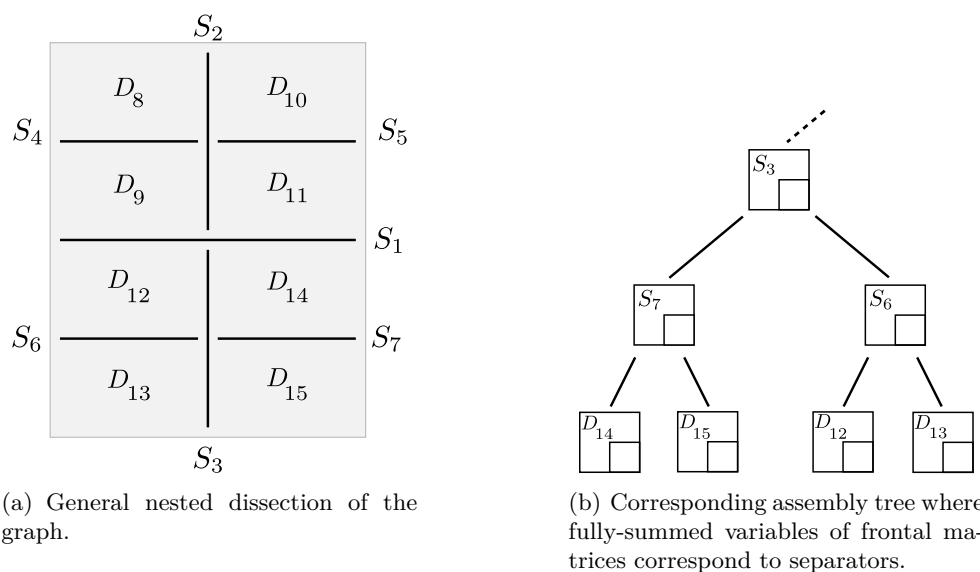 S2
D8 D10
S4 S5
D9 D11
S1
D12 D14
S6 S7
D13 D15
S3
(a) General nested dissection of the
graph.
S3
S7 S6
D14 D15 D12 D13
(b) Corresponding assembly tree where
fully-summed variables of frontal ma-
trices correspond to separators.